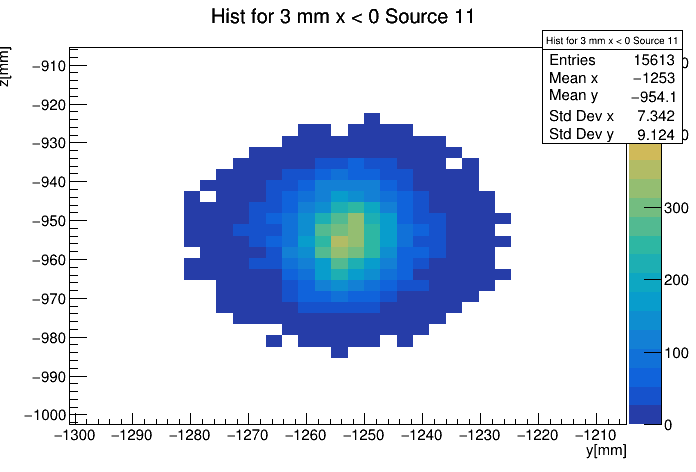 Hist for 3 mm x < 0 Source 11
z[mm]
Hist for 3 mm x < 0 Source 11
Entries 15613
Mean x −1253
Mean y −954.1
Std Dev x 7.342
Std Dev y 9.124
−910
−920
−930
−940
−950
−960
−970
−980
−990
−1000
300
200
100
0
−1300 −1290 −1280 −1270 −1260 −1250 −1240 −1230 −1220 −1210
y[mm]